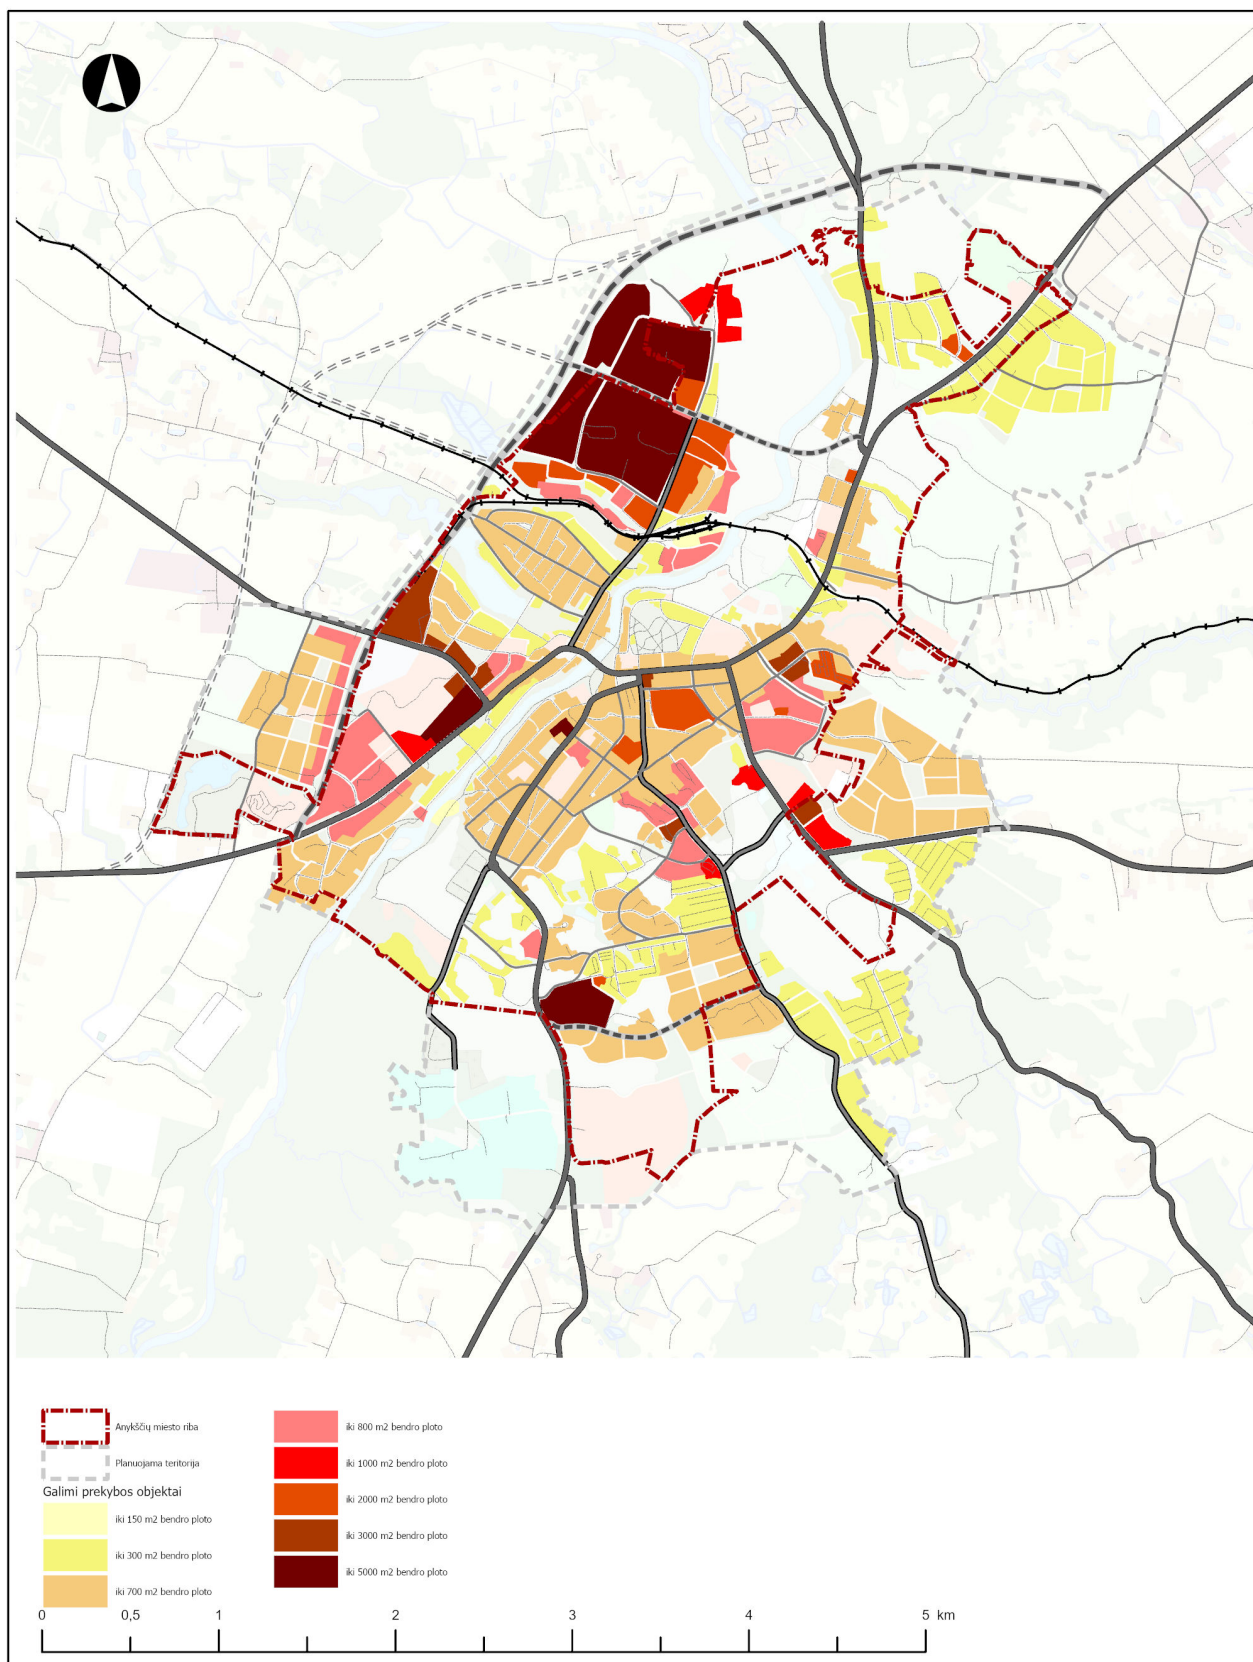 Anykščių miesto riba
Planuojama teritorija
Galimi prekybos objektai
iki 150 m2 bendro ploto
iki 300 m2 bendro ploto
iki 700 m2 bendro ploto
iki 800 m2 bendro ploto
iki 1000 m2 bendro ploto
iki 2000 m2 bendro ploto
iki 3000 m2 bendro ploto
iki 5000 m2 bendro ploto
0 0,5 1 2 3 4 5 km